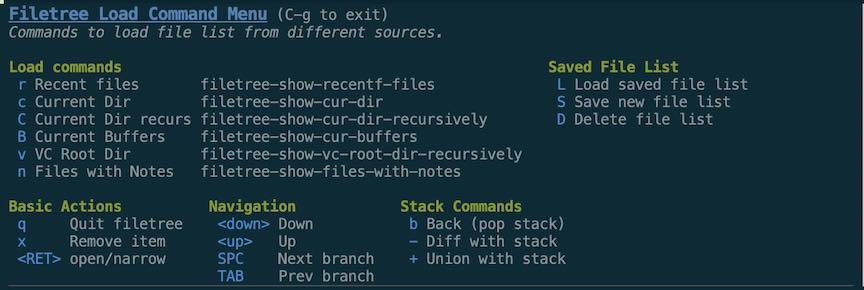 Filetree Load Command Menu (C-g to exit)
Commands to load file list from different sources.
Load commands Saved File List
r Recent files filetree-show-recentf-files L Load saved file list
c Current Dir filetree-show-cur-dir S Save new file list
C Current Dir recurs filetree-show-cur-dir-recursively D Delete file list
B Current Buffers filetree-show-cur-buffers
v VC Root Dir filetree-show-vc-root-dir-recursively
n Files with Notes filetree-show-files-with-notes
Basic Actions Navigation Stack Commands
q Quit filetree <down> Down b Back (pop stack)
x Remove item <up> Up - Diff with stack
<RET> open/narrow SPC Next branch + Union with stack
TAB Prev branch